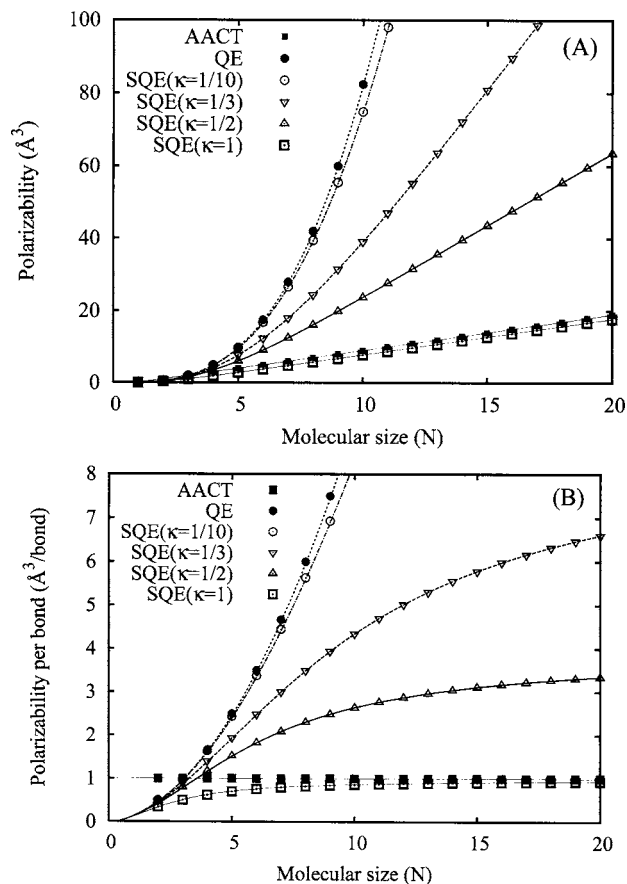 100
80
60
40
20
0
Polarizability (Å³)
AACT
QE
SQE(κ=1/10)
SQE(κ=1/3)
SQE(κ=1/2)
SQE(κ=1)
(A)
0 5 10 15 20
Molecular size (N)
8
7
6
5
4
3
2
1
0
Polarizability per bond (Å³/bond)
AACT
QE
SQE(κ=1/10)
SQE(κ=1/3)
SQE(κ=1/2)
SQE(κ=1)
(B)
0 5 10 15 20
Molecular size (N)